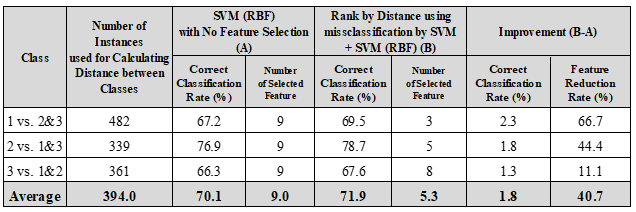 Class
Number of
Instances
used for Calculating
Distance between
Classes
SVM (RBF)
with No Feature Selection
(A)
Rank by Distance using
missclassification by SVM
+ SVM (RBF) (B)
Improvement (B-A)
Correct
Classification
Rate (%)
Number
of Selected
Feature
Correct
Classification
Rate (%)
Number
of Selected
Feature
Correct
Classification
Rate (%)
Feature
Reduction
Rate (%)
1 vs. 2&3 482 67.2 9 69.5 3 2.3 66.7
2 vs. 1&3 339 76.9 9 78.7 5 1.8 44.4
3 vs. 1&2 361 66.3 9 67.6 8 1.3 11.1
Average 394.0 70.1 9.0 71.9 5.3 1.8 40.7